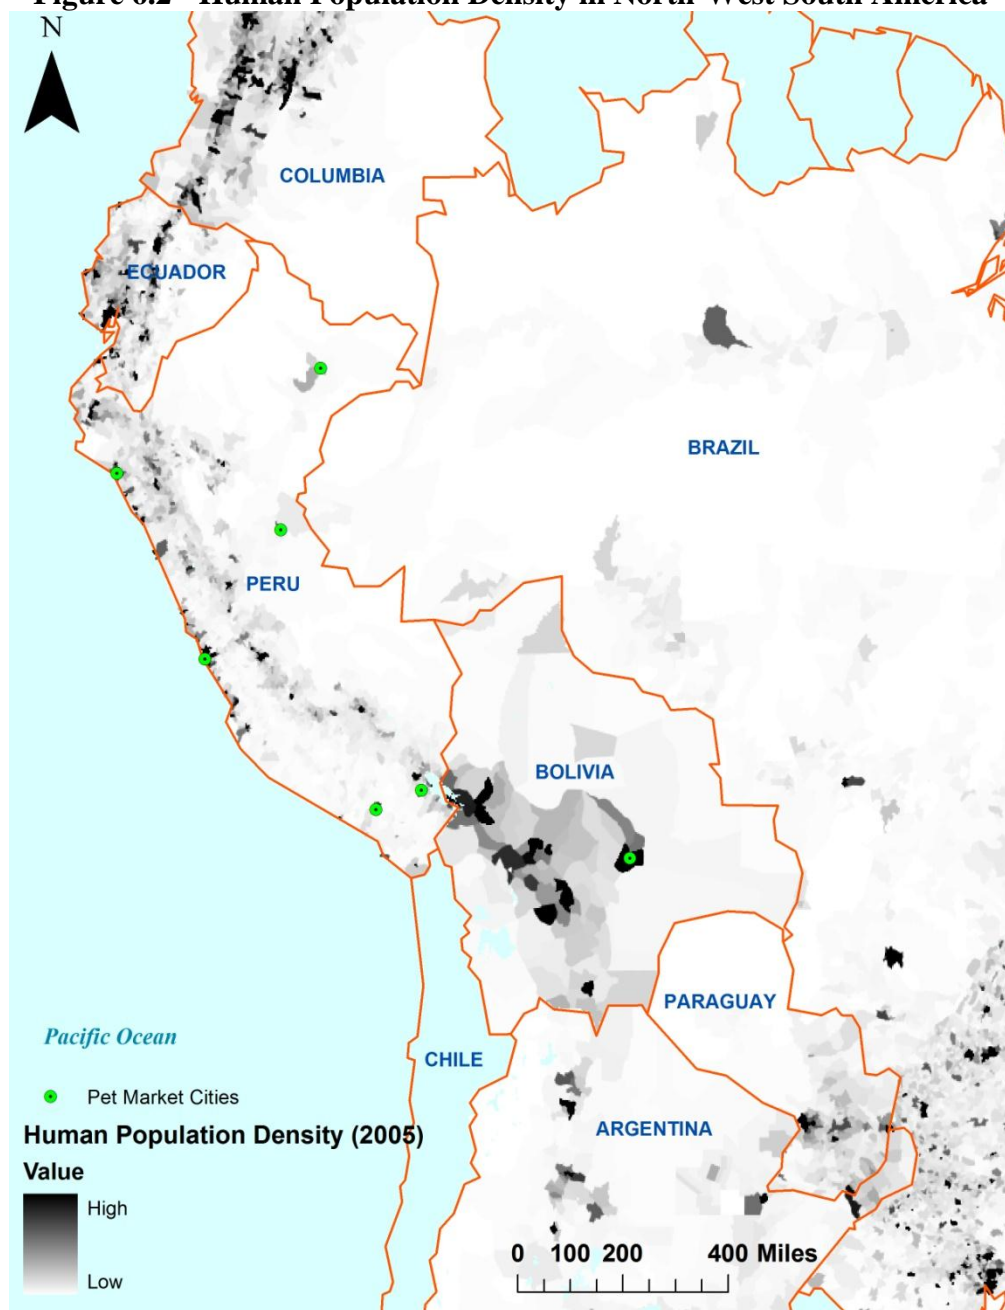 Figure 6.2 - Human Population Density in North-West South America
N
COLUMBIA
ECUADOR
BRAZIL
PERU
BOLIVIA
PARAGUAY
Pacific Ocean
CHILE
Pet Market Cities
ARGENTINA
Human Population Density (2005)
Value
High
Low
0 100 200 400 Miles